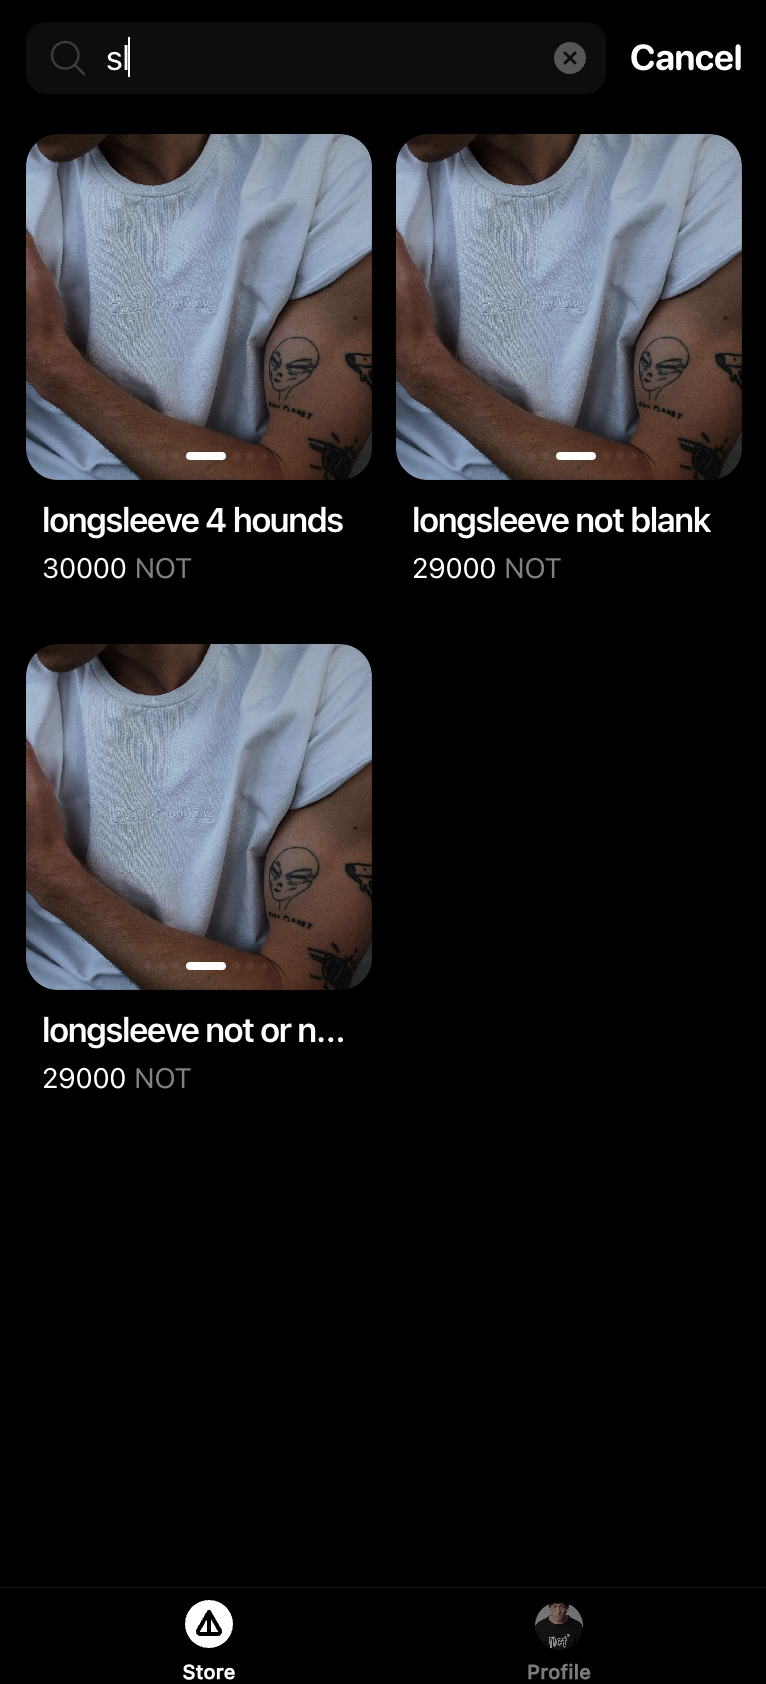 sl
Cancel
longsleeve 4 hounds
30000 NOT
longsleeve not blank
29000 NOT
longsleeve not or n...
29000 NOT
Store
Profile